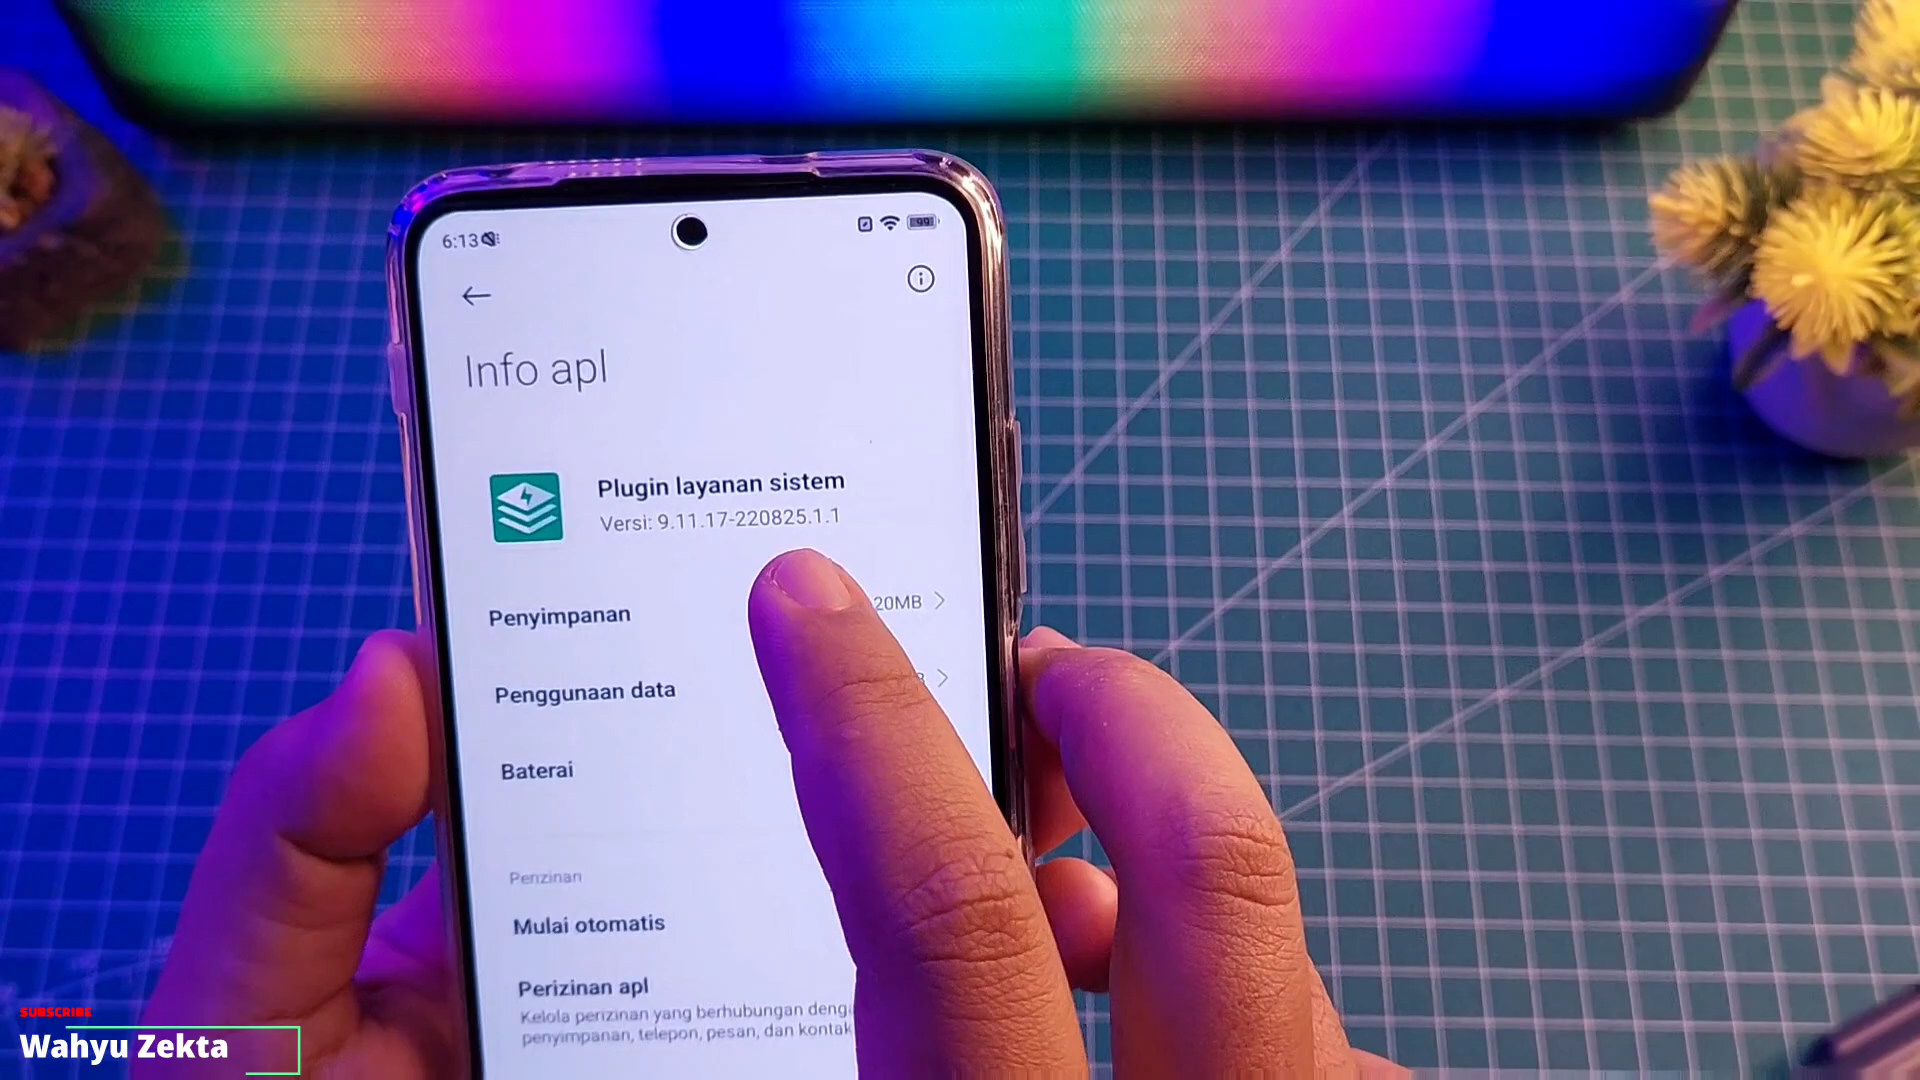 6:13
99
Info apl
Plugin layanan sistem
Versi: 9.11.17-220825.1.1
Penyimpanan
20MB
Penggunaan data
Baterai
Perizinan
Mulai otomatis
Perizinan apl
Kelola perizinan yang berhubungan
penyimpanan, telepon, pesan, dan kontak
SUBSCRIBE
Wahyu Zekta